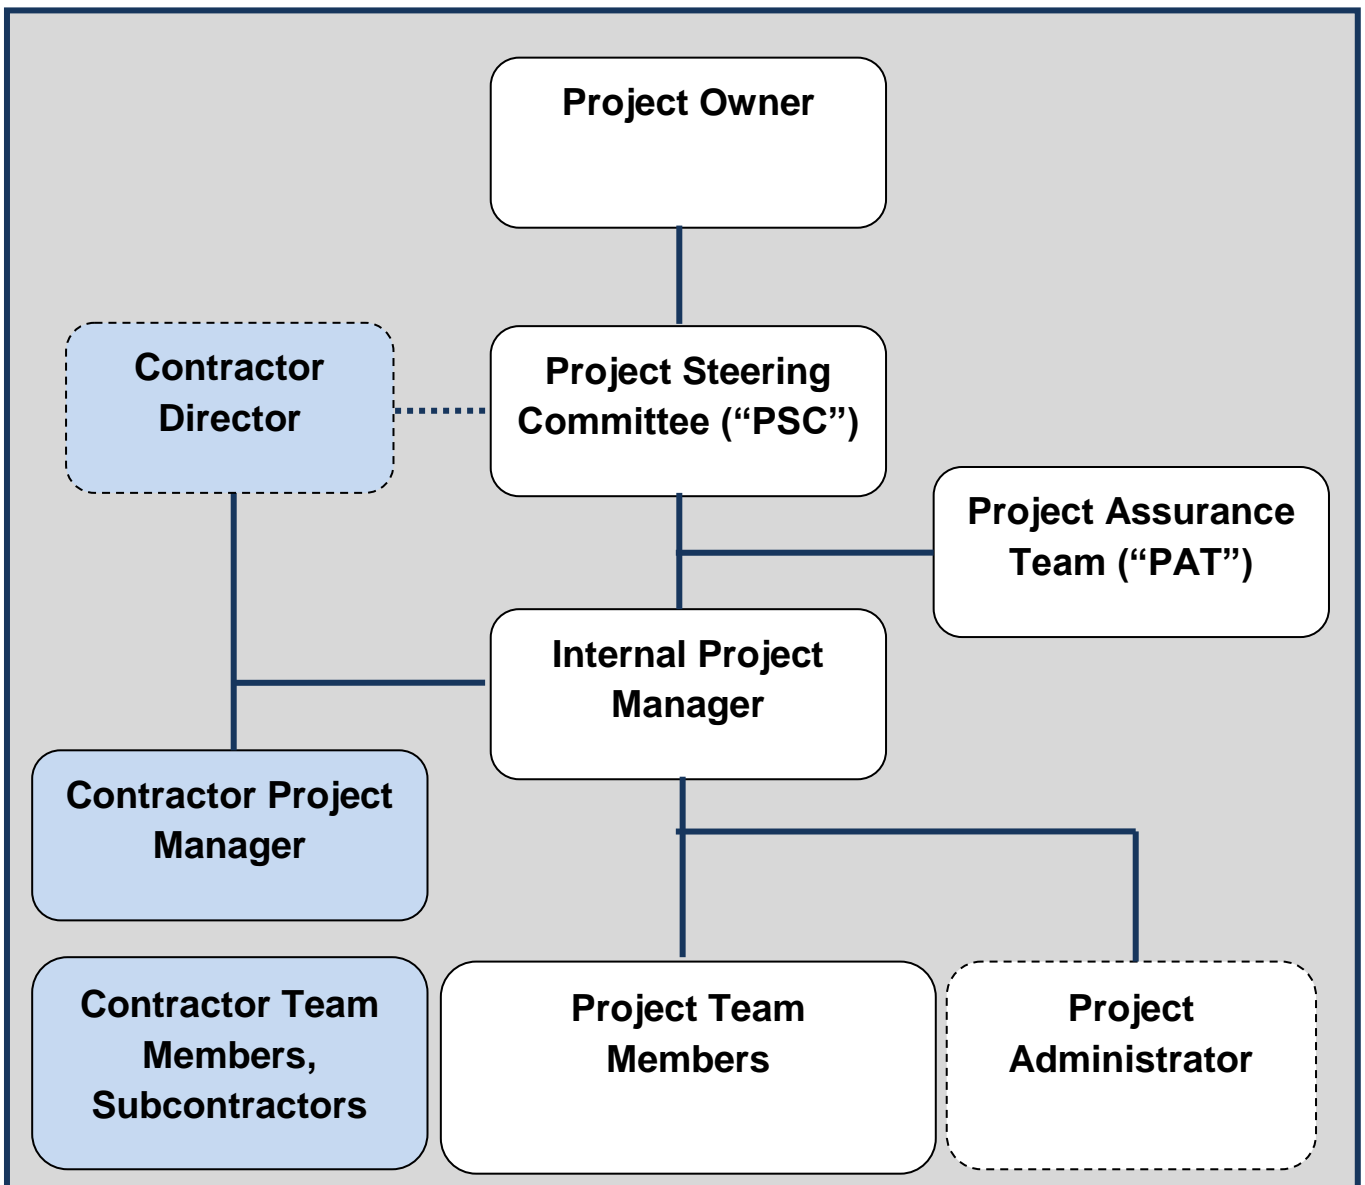 Project Owner
Contractor
Director
Project Steering
Committee (“PSC”)
Project Assurance
Team (“PAT”)
Internal Project
Manager
Contractor Project
Manager
Contractor Team
Members,
Subcontractors
Project Team
Members
Project
Administrator